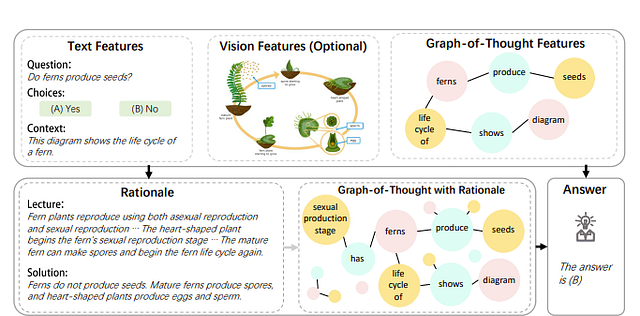 Text Features
Question:
Do ferns produce seeds?
Choices:
(A) Yes
(B) No
Context:
This diagram shows the life cycle of
a fern.
Vision Features (Optional)
Graph-of-Thought Features
ferns
produce
seeds
life
cycle
of
shows
diagram
Rationale
Lecture:
Fern plants reproduce using both asexual reproduction
and sexual reproduction ··· The heart-shaped plant
begins the fern's sexual reproduction stage ··· The mature
fern can make spores and begin the fern life cycle again.
Solution:
Ferns do not produce seeds. Mature ferns produce spores,
and heart-shaped plants produce eggs and sperm.
Graph-of-Thought with Rationale
sexual
production
stage
has
ferns
produce
seeds
life
cycle
of
shows
diagram
Answer
The answer
is (B)